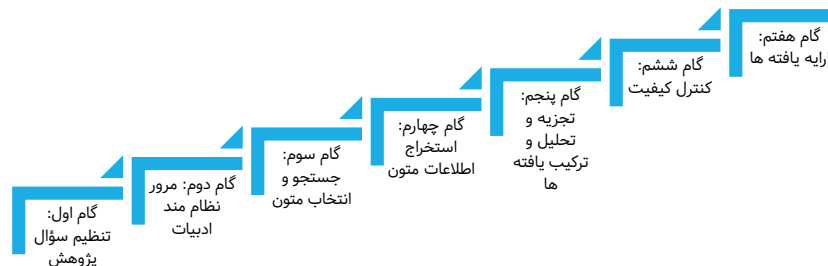 گام اول:
تنظیم سؤال
پژوهش
گام دوم: مرور
نظام مند
ادبیات
گام سوم:
جستجو و
انتخاب متون
گام چهارم:
استخراج
اطلاعات متون
گام پنجم:
تجزیه و
تحلیل و
ترکیب یافته
ها
گام ششم:
کنترل کیفیت
گام هفتم:
ارایه یافته ها